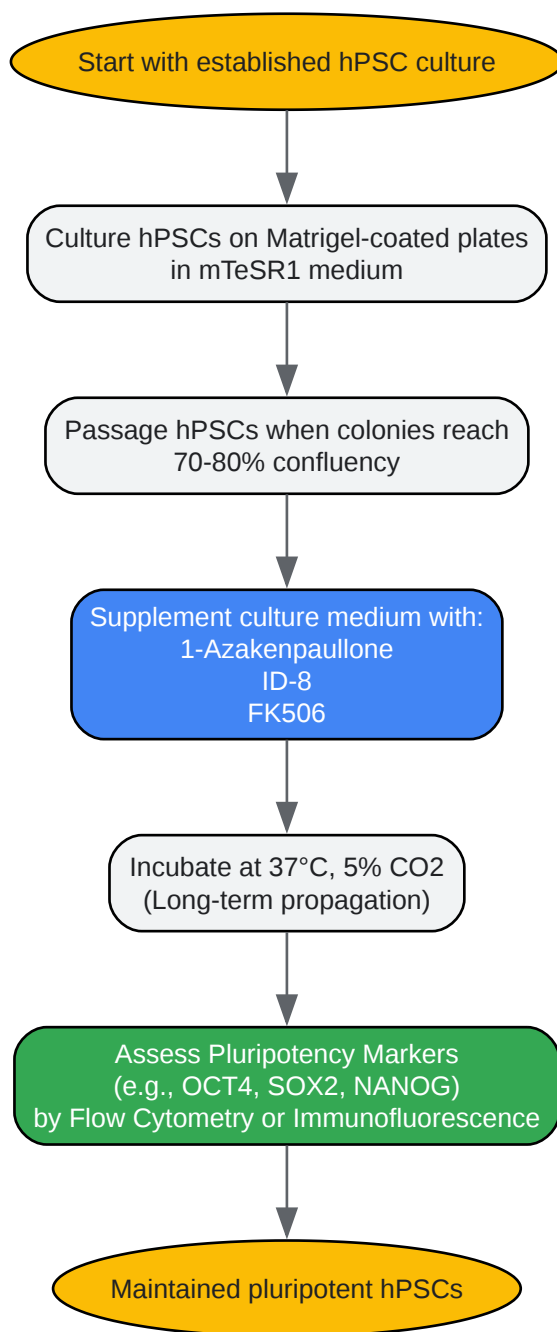 Start with established hPSC culture
Culture hPSCs on Matrigel-coated plates
in mTeSR1 medium
Passage hPSCs when colonies reach
70-80% confluency
Supplement culture medium with:
1-Azakenpaullone
ID-8
FK506
Incubate at 37°C, 5% CO2
(Long-term propagation)
Assess Pluripotency Markers
(e.g., OCT4, SOX2, NANOG)
by Flow Cytometry or Immunofluorescence
Maintained pluripotent hPSCs